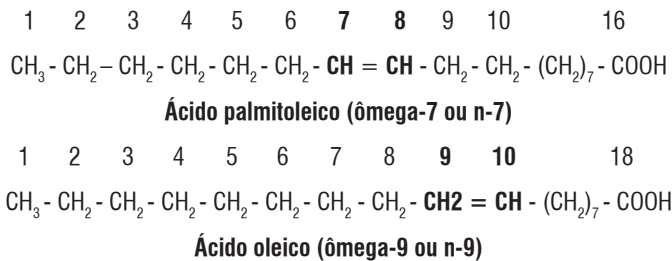 1 2 3 4 5 6 7 8 9 10 16
CH₃ - CH₂ – CH₂ - CH₂ - CH₂ - CH₂ - CH = CH - CH₂ - CH₂ - (CH₂)₇ - COOH
Ácido palmitoleico (ômega-7 ou n-7)
1 2 3 4 5 6 7 8 9 10 18
CH₃ - CH₂ - CH₂ - CH₂ - CH₂ - CH₂ - CH₂ - CH₂ - CH2 = CH - (CH₂)₇ - COOH
Ácido oleico (ômega-9 ou n-9)